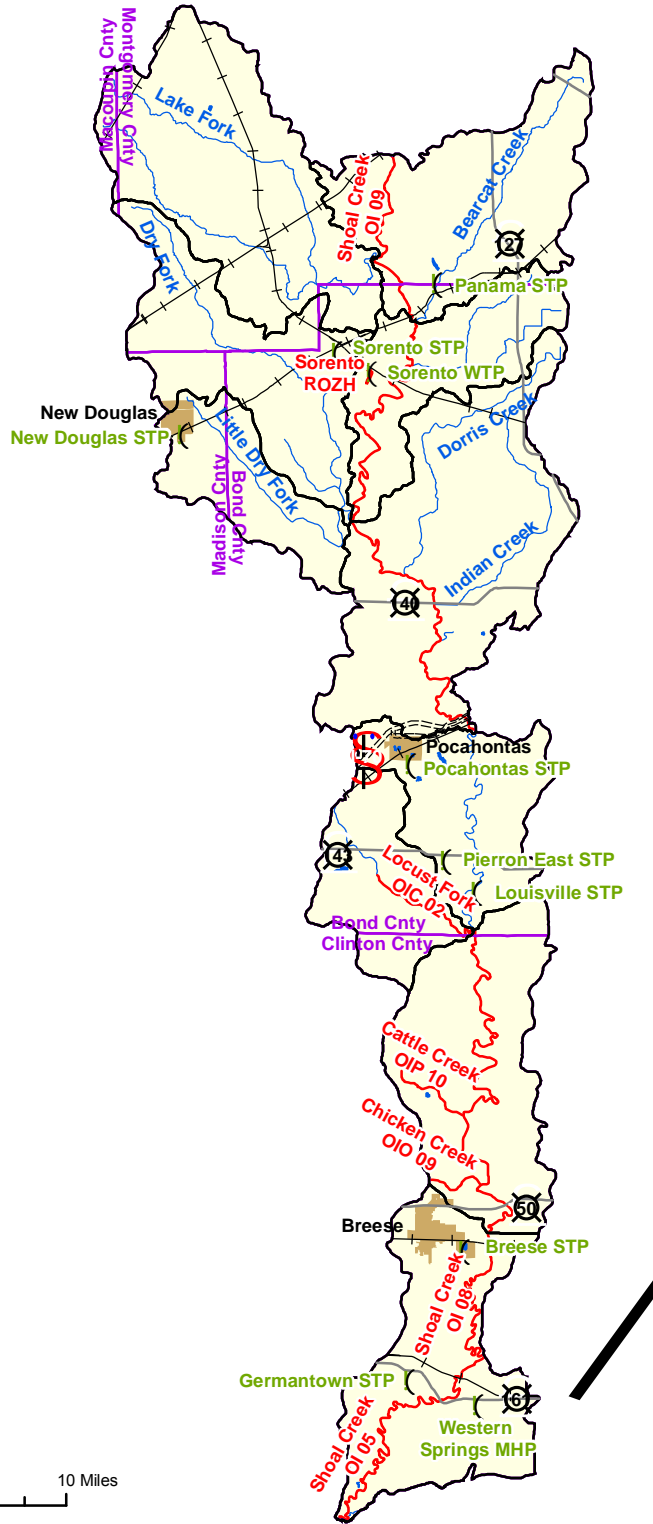 Macoupin Cnty
Montgomery Cnty
Lake Fork
Shoal Creek
OI 09
Bearcat Creek
27
Dry Fork
Panama STP
Sorento STP
Sorento
ROZH
Sorento WTP
New Douglas
New Douglas STP
Little Dry Fork
Dorris Creek
Madison Cnty
Bond Cnty
Indian Creek
140
Pocahontas
Pocahontas STP
143
Pierron East STP
Locust Fork
OIC 02
Louisville STP
Bond Cnty
Clinton Cnty
Cattle Creek
OIP 10
Chicken Creek
OIO 09
50
Breese
Breese STP
Shoal Creek
OI 08
Germantown STP
161
Western
Springs MHP
Shoal Creek
OI 05
10 Miles